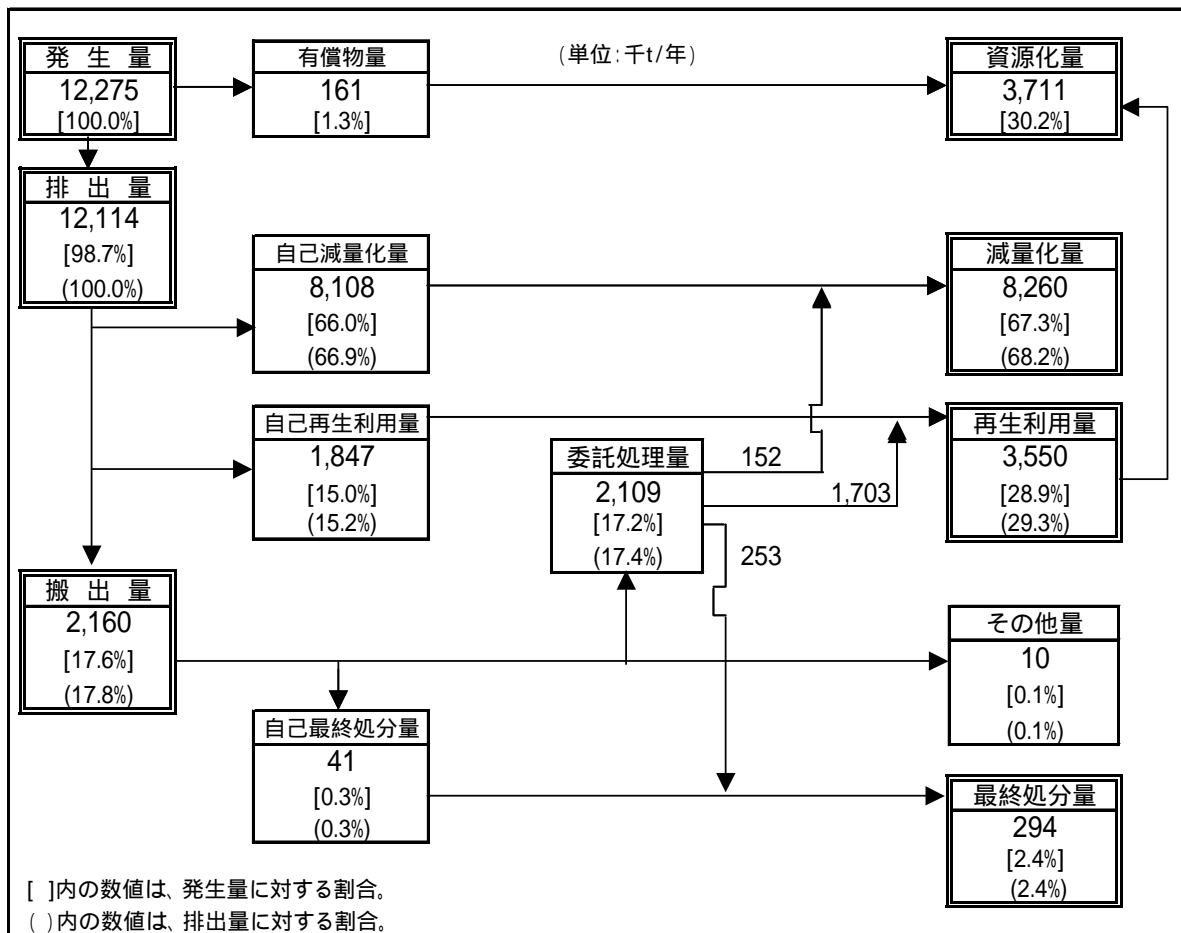 発 生 量
12,275
[100.0%]
有償物量
161
[1.3%]
(単位:千t/年)
資源化量
3,711
[30.2%]
排 出 量
12,114
[98.7%]
(100.0%)
自己減量化量
8,108
[66.0%]
(66.9%)
減量化量
8,260
[67.3%]
(68.2%)
自己再生利用量
1,847
[15.0%]
(15.2%)
委託処理量
2,109
[17.2%]
(17.4%)
152
1,703
253
再生利用量
3,550
[28.9%]
(29.3%)
搬 出 量
2,160
[17.6%]
(17.8%)
その他量
10
[0.1%]
(0.1%)
自己最終処分量
41
[0.3%]
(0.3%)
最終処分量
294
[2.4%]
(2.4%)
[ ]内の数値は、発生量に対する割合。
( )内の数値は、排出量に対する割合。